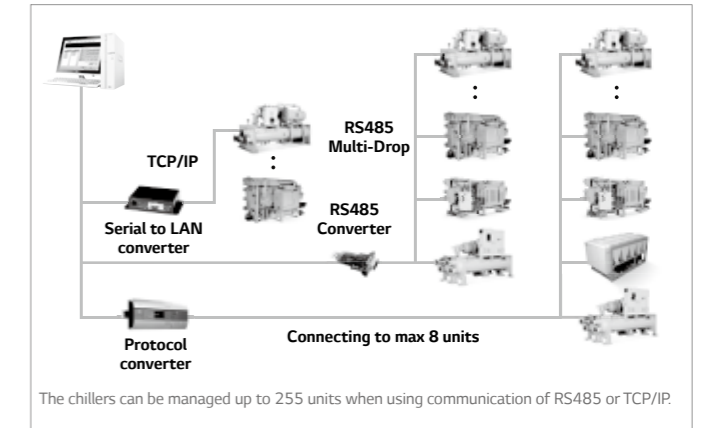 RS485
Multi-Drop
TCP/IP
Serial to LAN
converter
RS485
Converter
Connecting to max 8 units
Protocol
converter
The chillers can be managed up to 255 units when using communication of RS485 or TCP/IP.